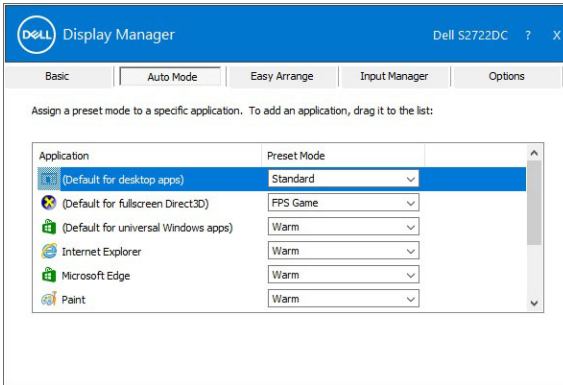 DELL Display Manager Dell S2722DC ? X
Basic Auto Mode Easy Arrange Input Manager Options
Assign a preset mode to a specific application. To add an application, drag it to the list:
Application Preset Mode
(Default for desktop apps) Standard
(Default for fullscreen Direct3D) FPS Game
(Default for universal Windows apps) Warm
Internet Explorer Warm
Microsoft Edge Warm
Paint Warm